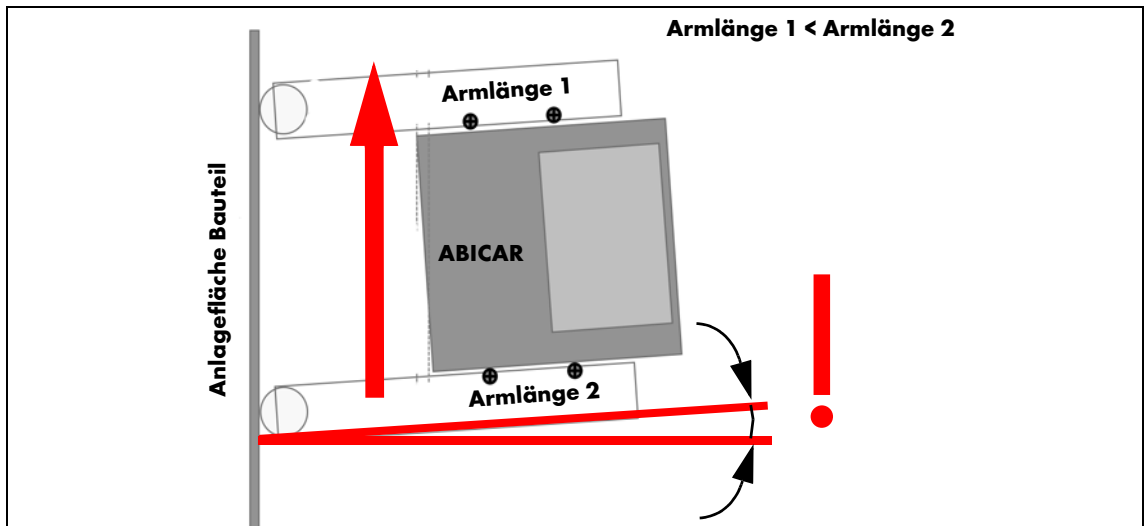 Armlänge 1 < Armlänge 2
Armlänge 1
Anlagefläche Bauteil
ABICAR
Armlänge 2
!